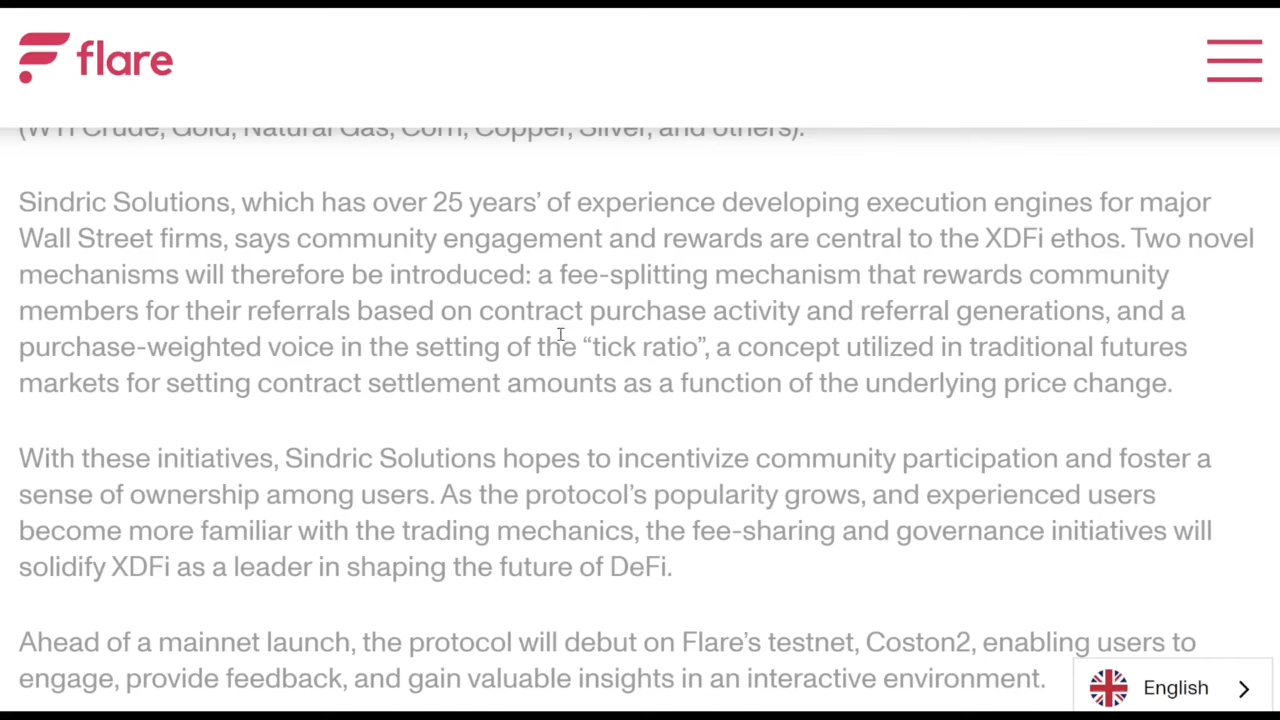 flare
(WTI Crude, Gold, Natural Gas, Corn, Copper, Silver, and others).
Sindric Solutions, which has over 25 years’ of experience developing execution engines for major
Wall Street firms, says community engagement and rewards are central to the XDFi ethos. Two novel
mechanisms will therefore be introduced: a fee-splitting mechanism that rewards community
members for their referrals based on contract purchase activity and referral generations, and a
purchase-weighted voice in the setting of the “tick ratio”, a concept utilized in traditional futures
markets for setting contract settlement amounts as a function of the underlying price change.
With these initiatives, Sindric Solutions hopes to incentivize community participation and foster a
sense of ownership among users. As the protocol’s popularity grows, and experienced users
become more familiar with the trading mechanics, the fee-sharing and governance initiatives will
solidify XDFi as a leader in shaping the future of DeFi.
Ahead of a mainnet launch, the protocol will debut on Flare’s testnet, Coston2, enabling users to
engage, provide feedback, and gain valuable insights in an interactive environment.
English